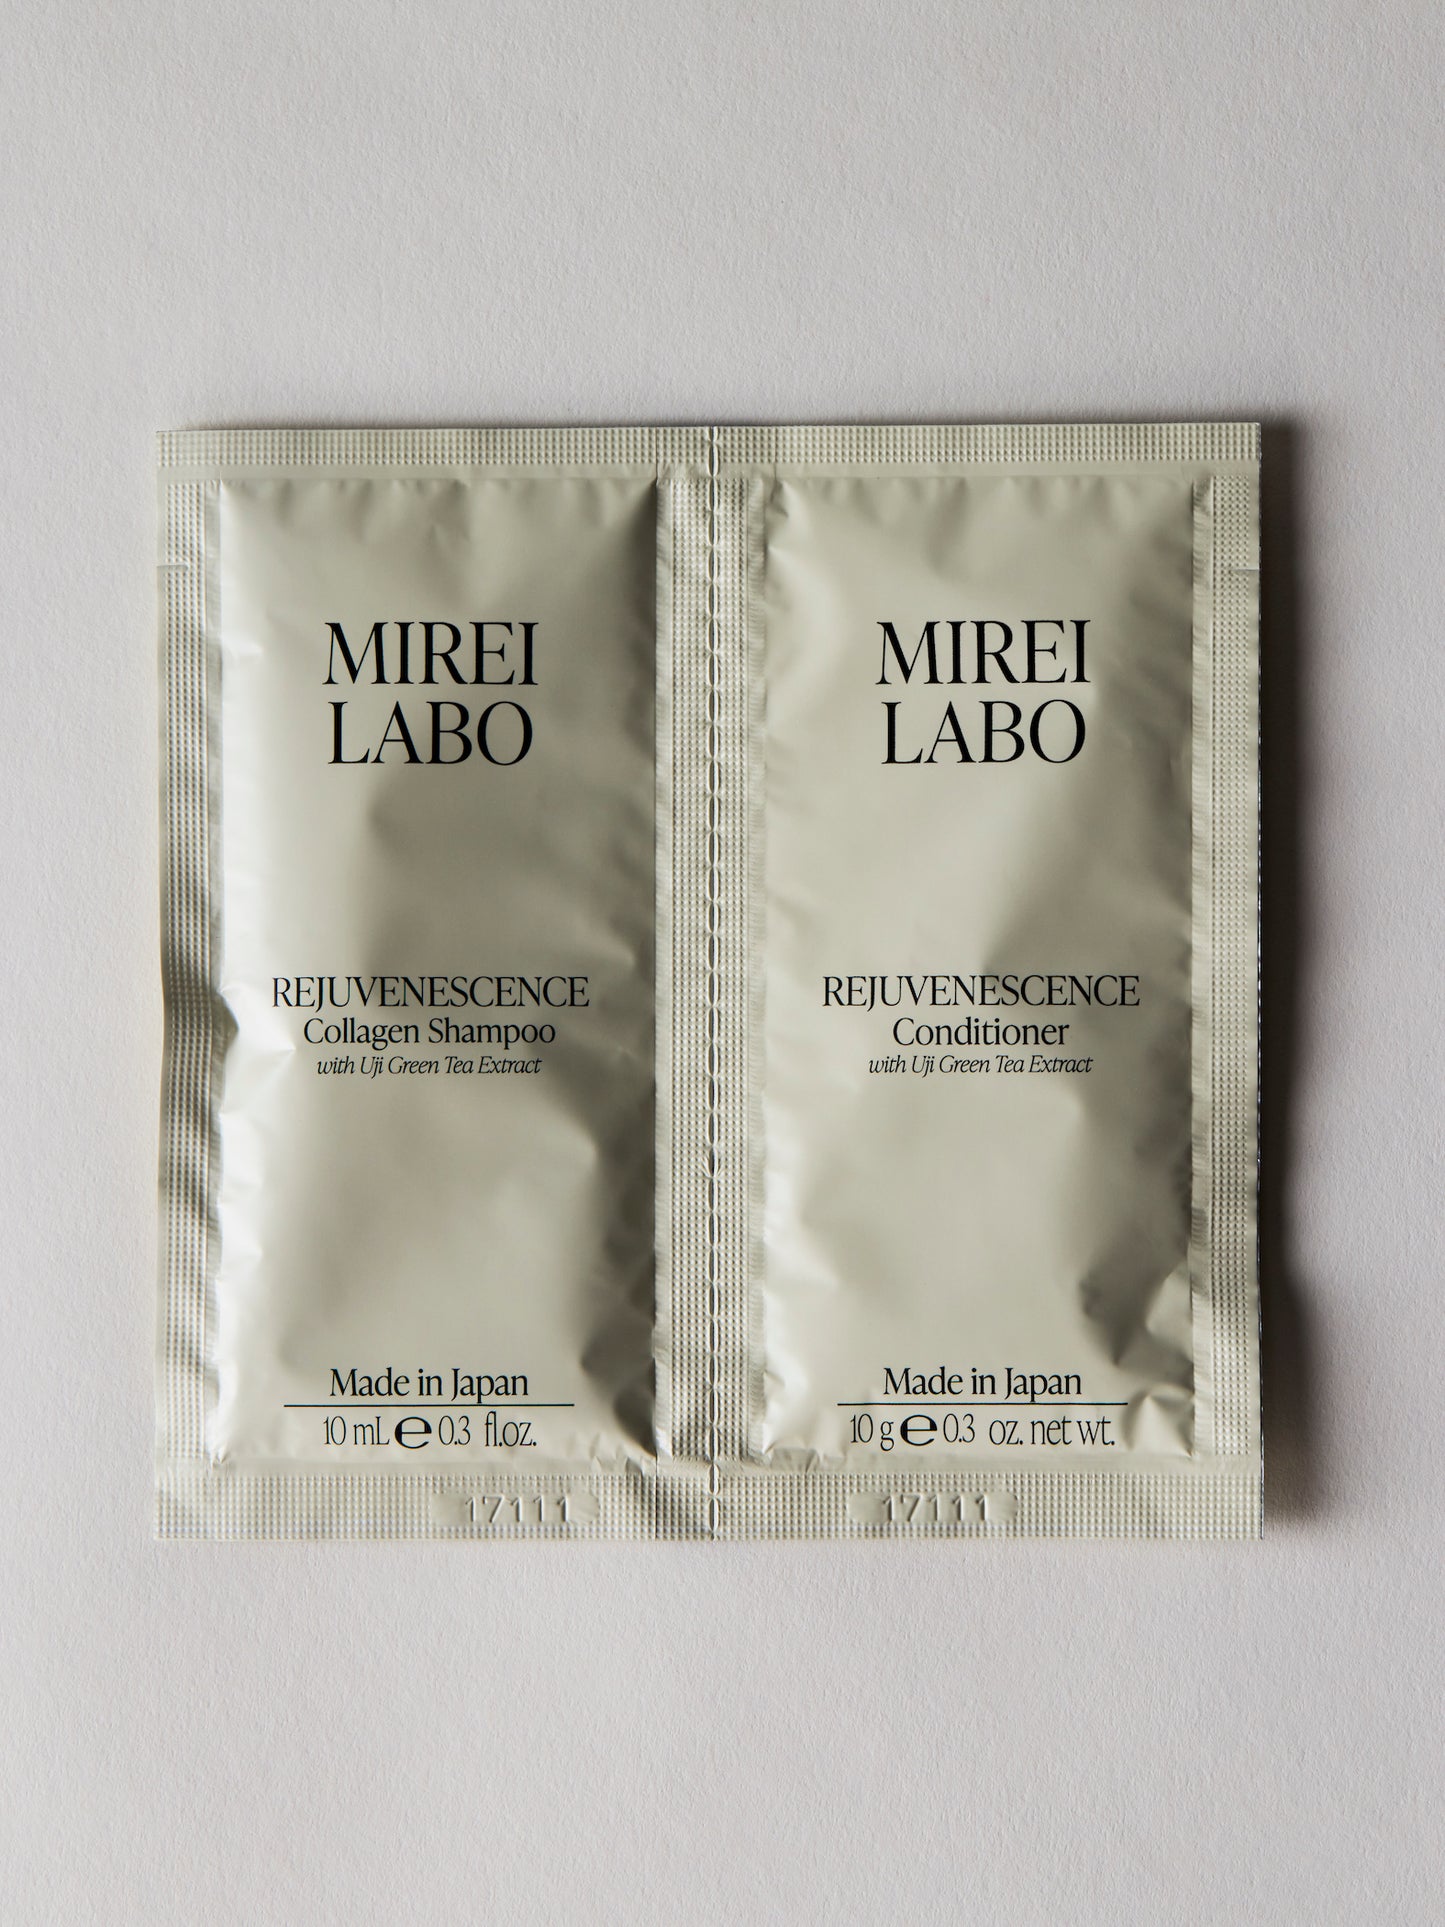 MIREI
LABO
REJUVENESCENCE
Collagen Shampoo
with Uji Green Tea Extract
Made in Japan
10 mL ℮ 0.3 fl.oz.
17111
MIREI
LABO
REJUVENESCENCE
Conditioner
with Uji Green Tea Extract
Made in Japan
10 g ℮ 0.3 oz. net wt.
17111